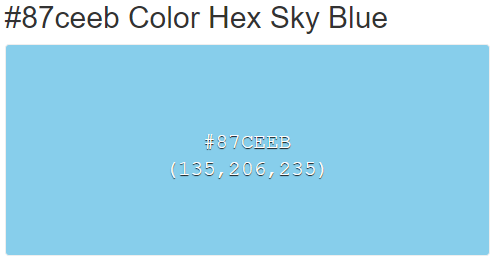 #87ceeb Color Hex Sky Blue
#87CEEB
(135,206,235)